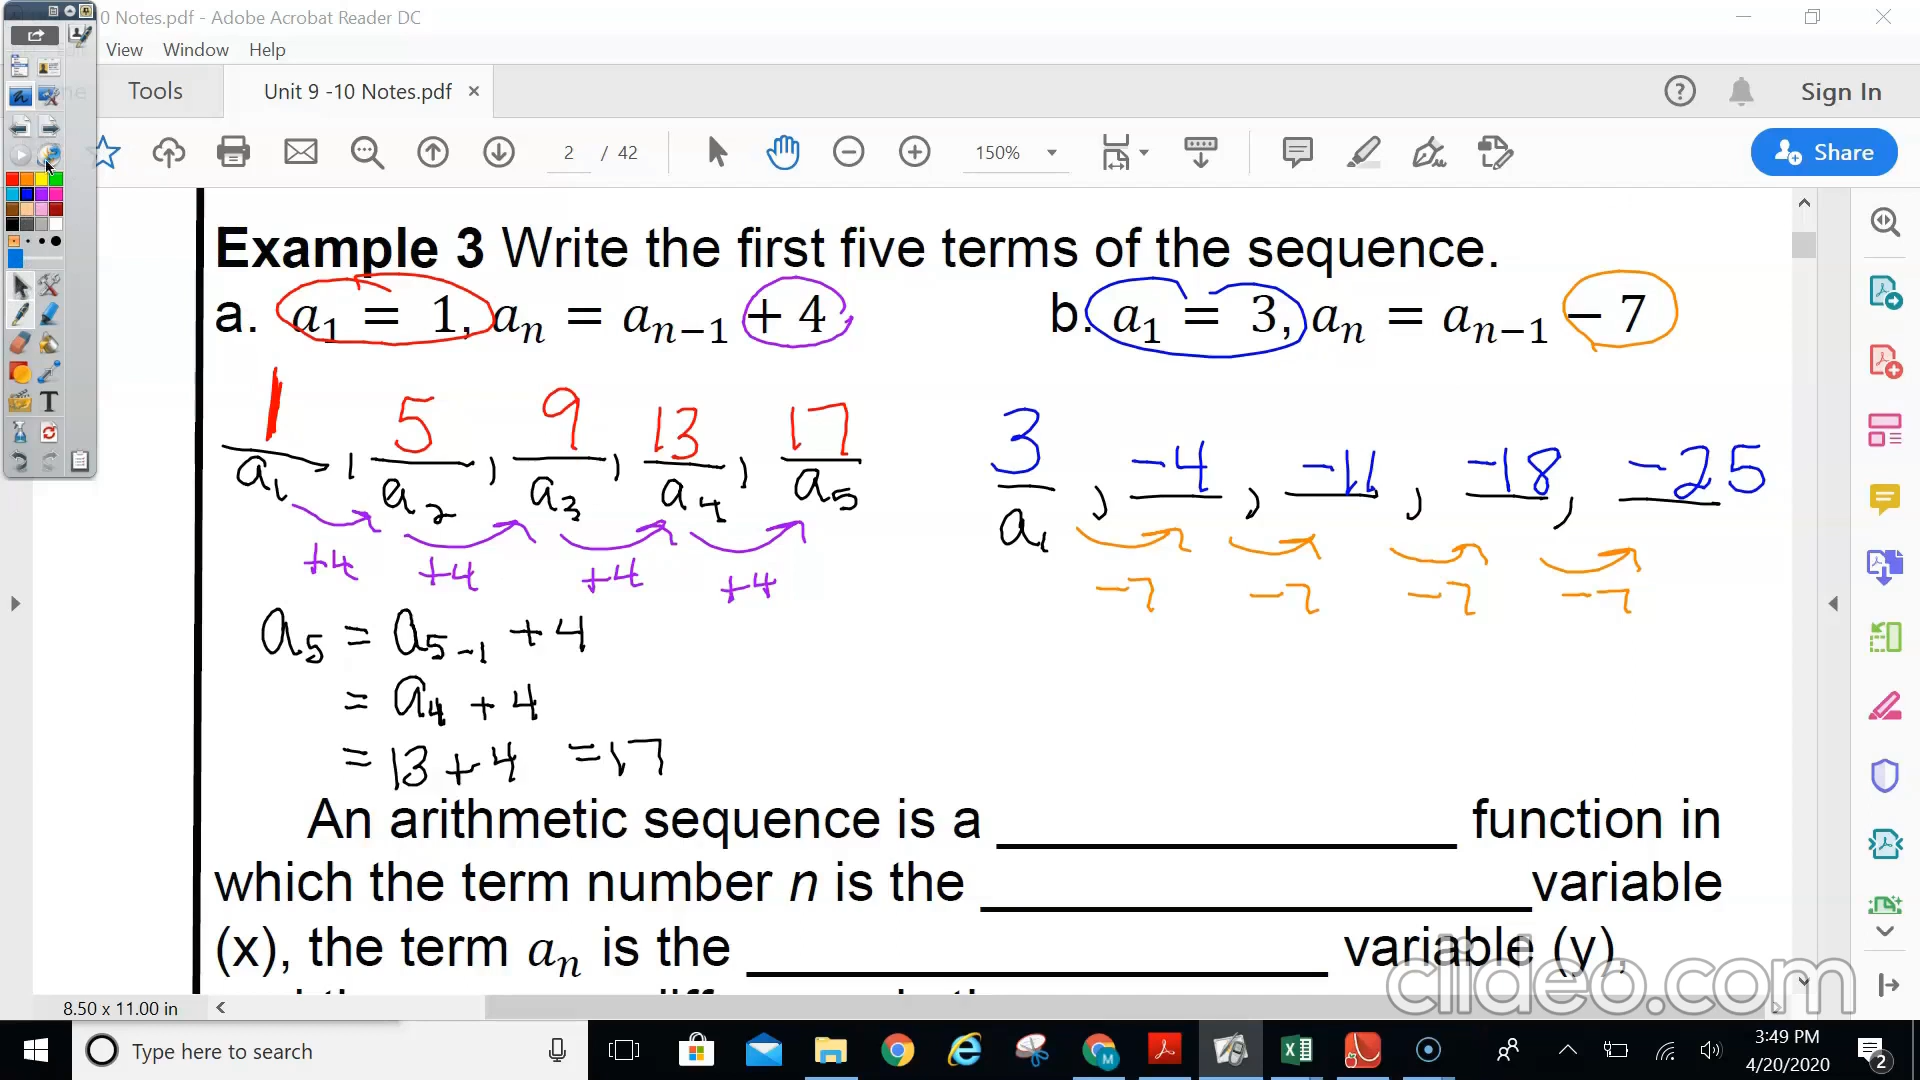 0 Notes.pdf - Adobe Acrobat Reader DC
View Window Help
Tools Unit 9 -10 Notes.pdf × Sign In
2 / 42 150% Share
Example 3 Write the first five terms of the sequence.
a. a₁ = 1, aₙ = aₙ₋₁ + 4 b. a₁ = 3, aₙ = aₙ₋₁ − 7
1, 5, 9, 13, 17
a₁ a₂ a₃ a₄ a₅
+4 +4 +4 +4
3, -4, -11, -18, -25
a₁
-7 -7 -7 -7
a₅ = a₅₋₁ + 4
= a₄ + 4
= 13 + 4 = 17
An arithmetic sequence is a ____________ function in
which the term number n is the ____________ variable
(x), the term aₙ is the ____________ variable (y),
clideo.com
8.50 x 11.00 in
Type here to search
3:49 PM
4/20/2020
2